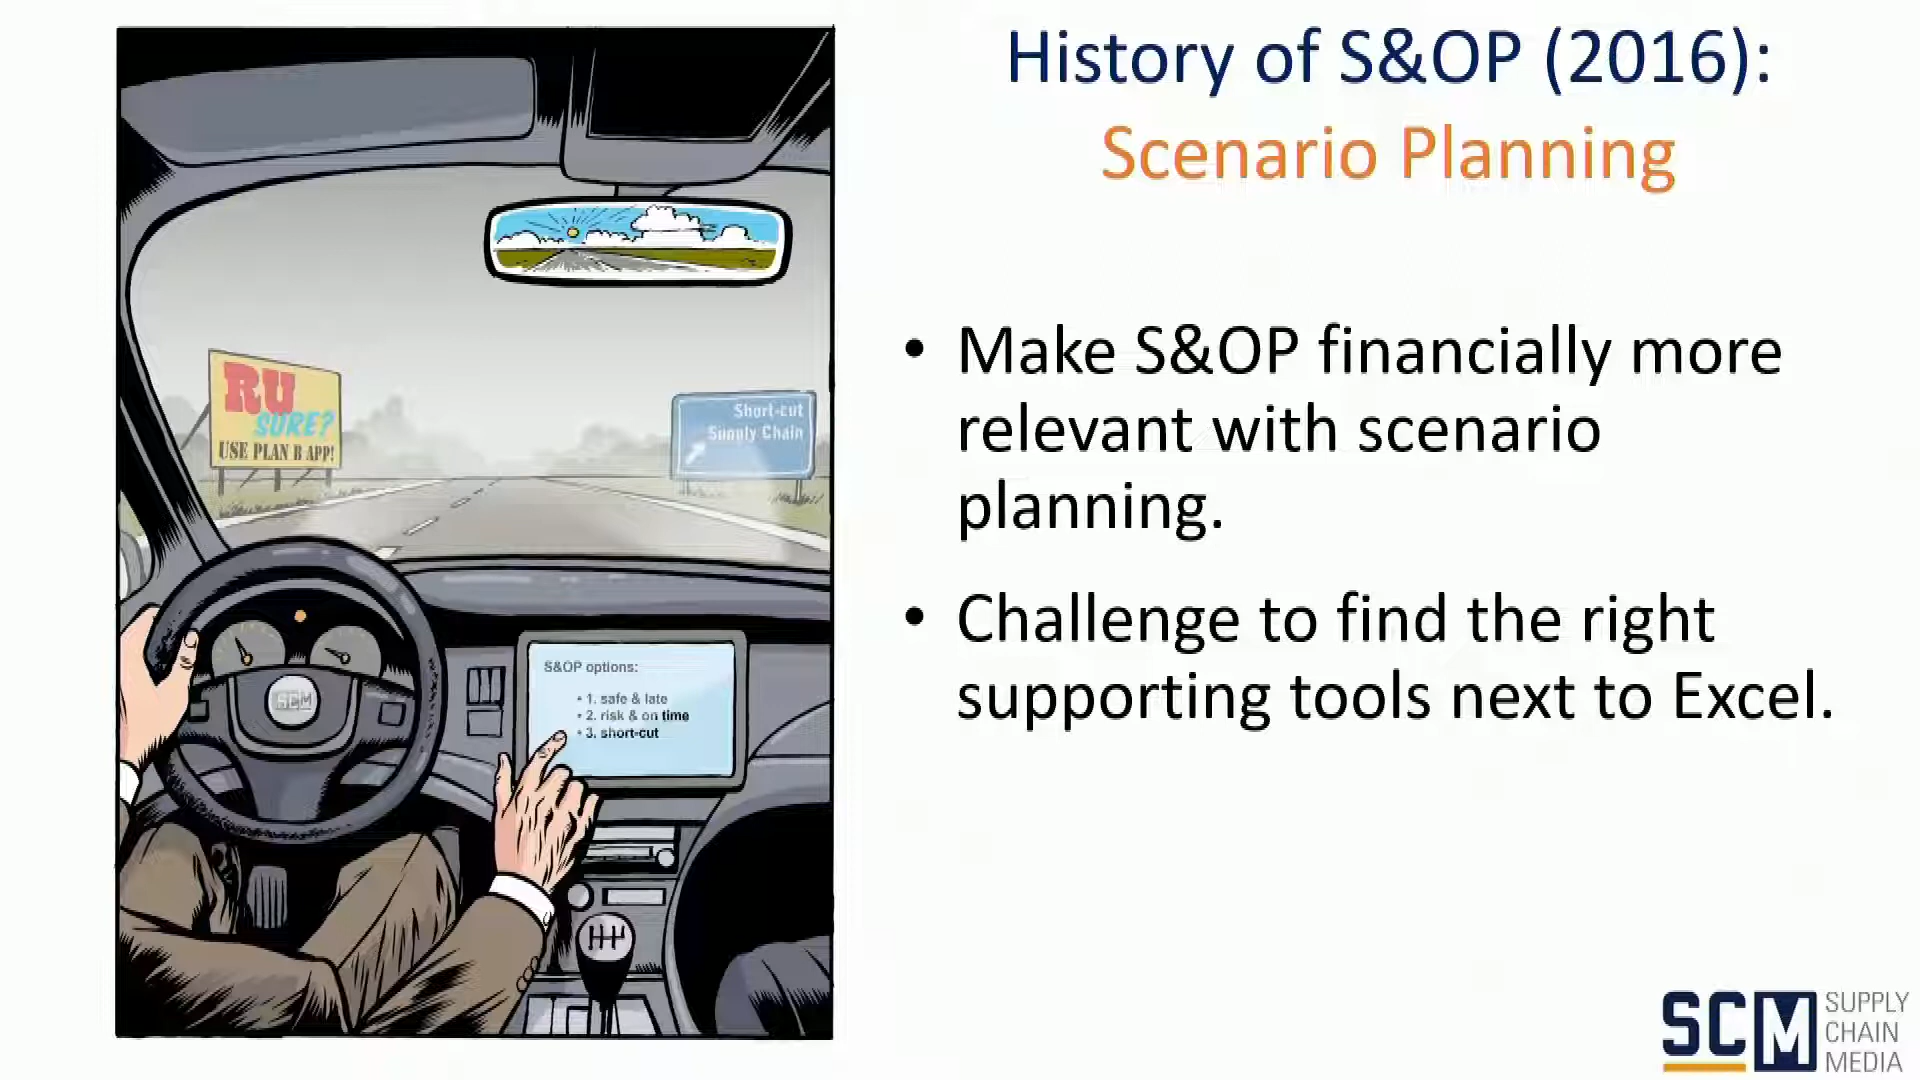 History of S&OP (2016):
Scenario Planning
RU
SURE?
USE PLAN B APP!
Short-cut
Supply Chain
SCM
S&OP options:
• 1. safe & late
• 2. risk & on time
• 3. short-cut
• Make S&OP financially more
relevant with scenario
planning.
• Challenge to find the right
supporting tools next to Excel.
SCM
SUPPLY
CHAIN
MEDIA